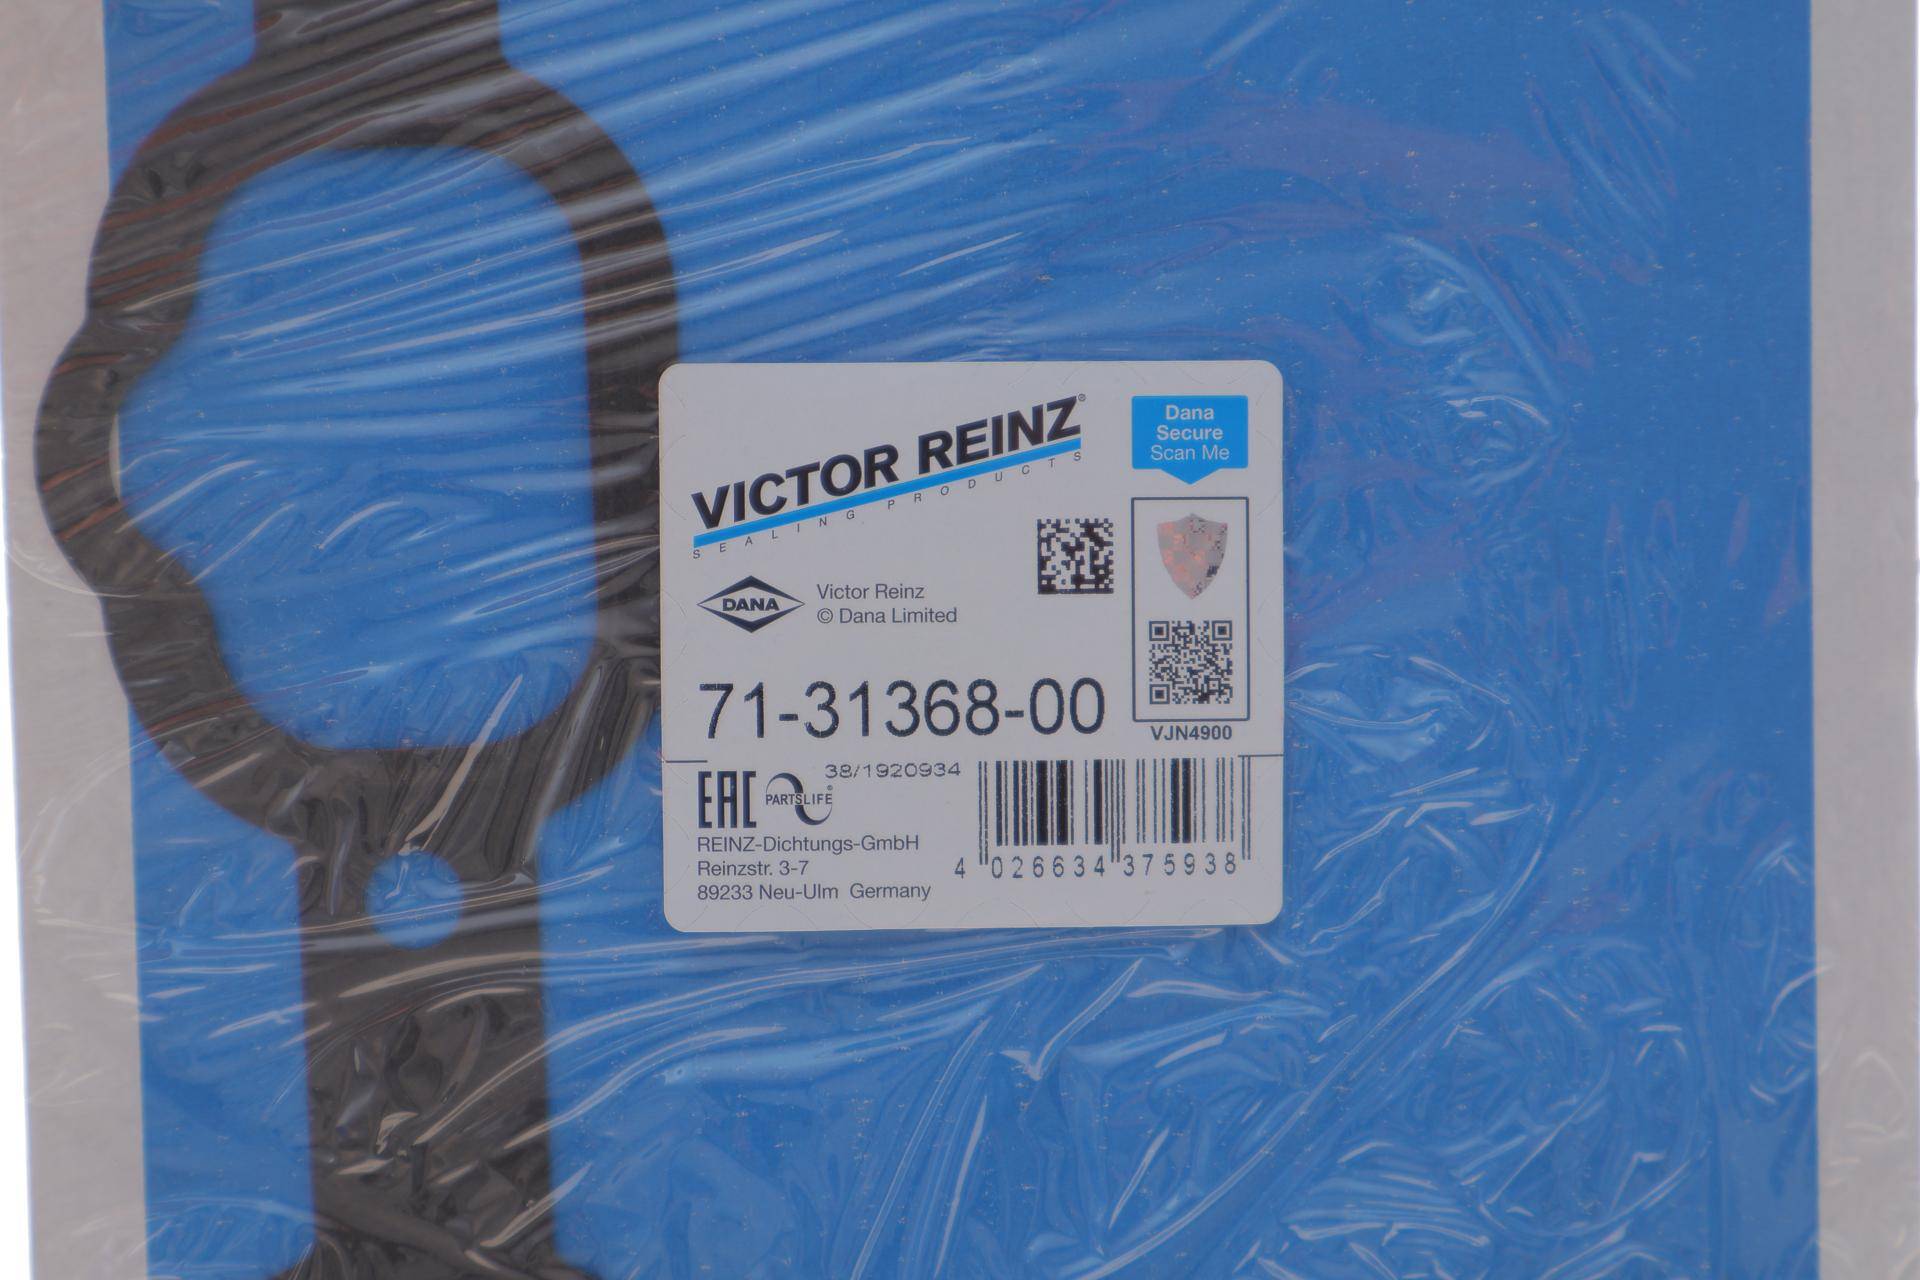 VICTOR REINZ®
SEALING PRODUCTS
Dana
Secure
Scan Me
DANA
Victor Reinz
© Dana Limited
71-31368-00
VJN4900
38/1920934
EAC
PARTSLIFE®
REINZ-Dichtungs-GmbH
Reinzstr. 3-7
89233 Neu-Ulm Germany
4 026634 375938